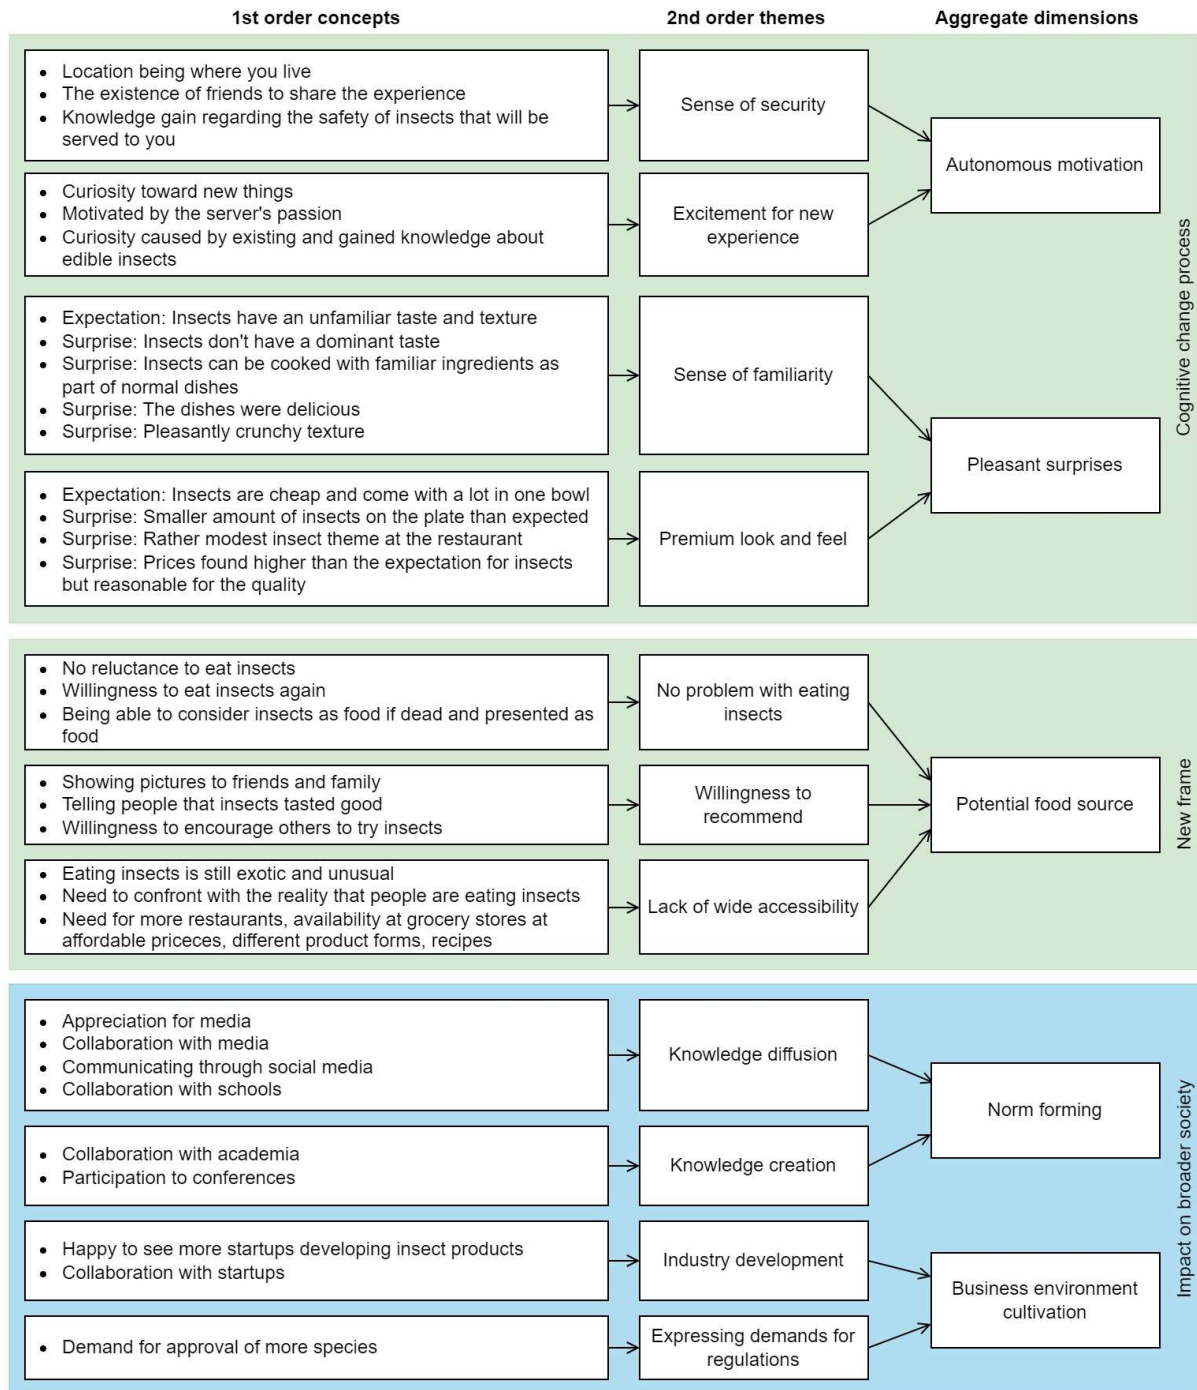 1st order concepts
2nd order themes
Aggregate dimensions
• Location being where you live
• The existence of friends to share the experience
• Knowledge gain regarding the safety of insects that will be
served to you
Sense of security
• Curiosity toward new things
• Motivated by the server's passion
• Curiosity caused by existing and gained knowledge about
edible insects
Excitement for new
experience
Autonomous motivation
• Expectation: Insects have an unfamiliar taste and texture
• Surprise: Insects don't have a dominant taste
• Surprise: Insects can be cooked with familiar ingredients as
part of normal dishes
• Surprise: The dishes were delicious
• Surprise: Pleasantly crunchy texture
Sense of familiarity
• Expectation: Insects are cheap and come with a lot in one bowl
• Surprise: Smaller amount of insects on the plate than expected
• Surprise: Rather modest insect theme at the restaurant
• Surprise: Prices found higher than the expectation for insects
but reasonable for the quality
Premium look and feel
Pleasant surprises
Cognitive change process
• No reluctance to eat insects
• Willingness to eat insects again
• Being able to consider insects as food if dead and presented as
food
No problem with eating
insects
• Showing pictures to friends and family
• Telling people that insects tasted good
• Willingness to encourage others to try insects
Willingness to
recommend
• Eating insects is still exotic and unusual
• Need to confront with the reality that people are eating insects
• Need for more restaurants, availability at grocery stores at
affordable priceces, different product forms, recipes
Lack of wide accessibility
Potential food source
New frame
• Appreciation for media
• Collaboration with media
• Communicating through social media
• Collaboration with schools
Knowledge diffusion
• Collaboration with academia
• Participation to conferences
Knowledge creation
Norm forming
• Happy to see more startups developing insect products
• Collaboration with startups
Industry development
• Demand for approval of more species
Expressing demands for
regulations
Business environment
cultivation
Impact on broader society